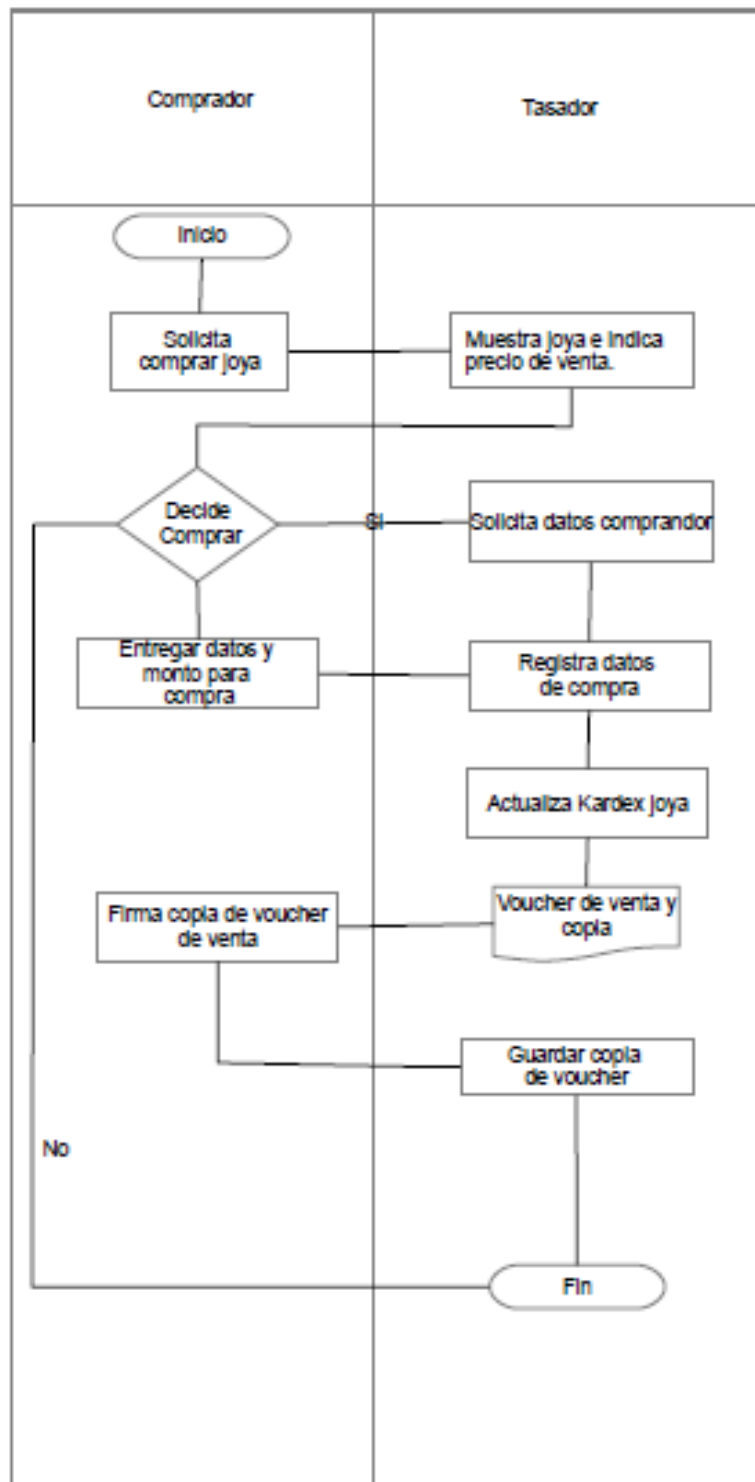 Comprador
Tasador
Inicio
Solicita
comprar joya
Muestra joya e indica
precio de venta.
Decide
Comprar
Si
Solicita datos comprandor
Entregar datos y
monto para
compra
Registra datos
de compra
Actualiza Kardex joya
Firma copia de voucher
de venta
Voucher de venta y
copia
Guardar copia
de voucher
No
Fin